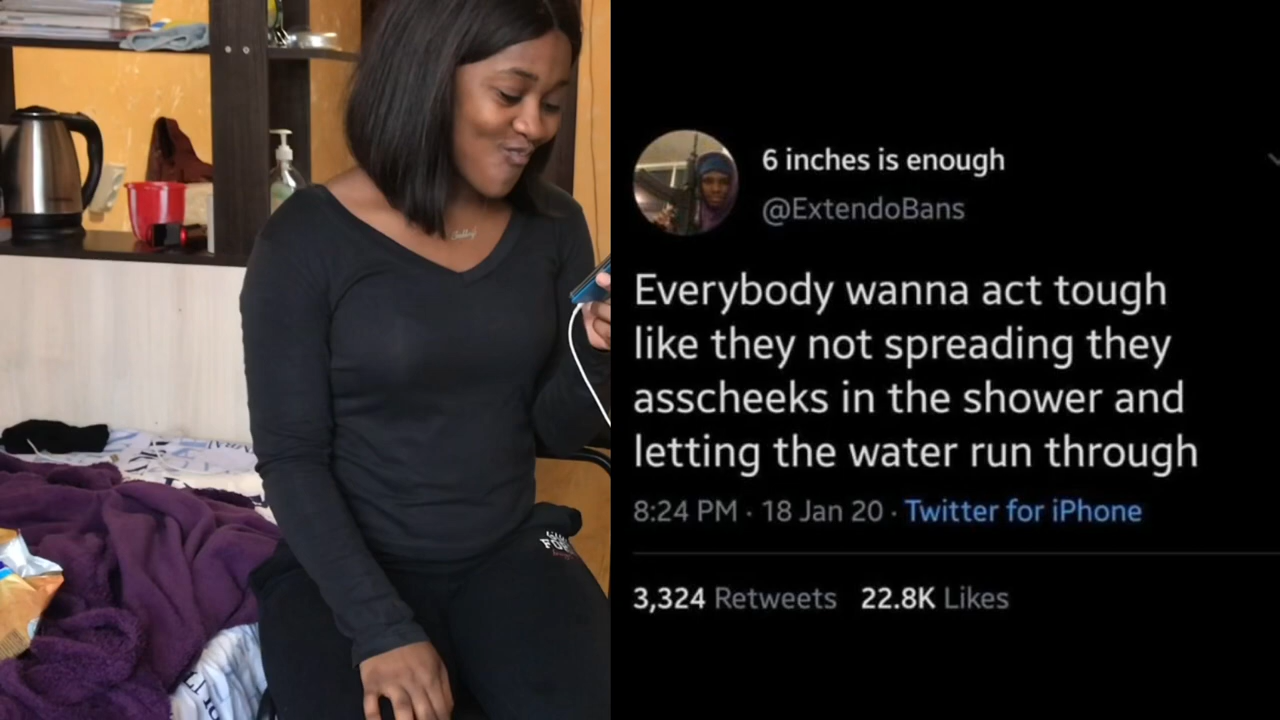 6 inches is enough
@ExtendoBans
Everybody wanna act tough
like they not spreading they
asscheeks in the shower and
letting the water run through
8:24 PM · 18 Jan 20 · Twitter for iPhone
3,324 Retweets 22.8K Likes